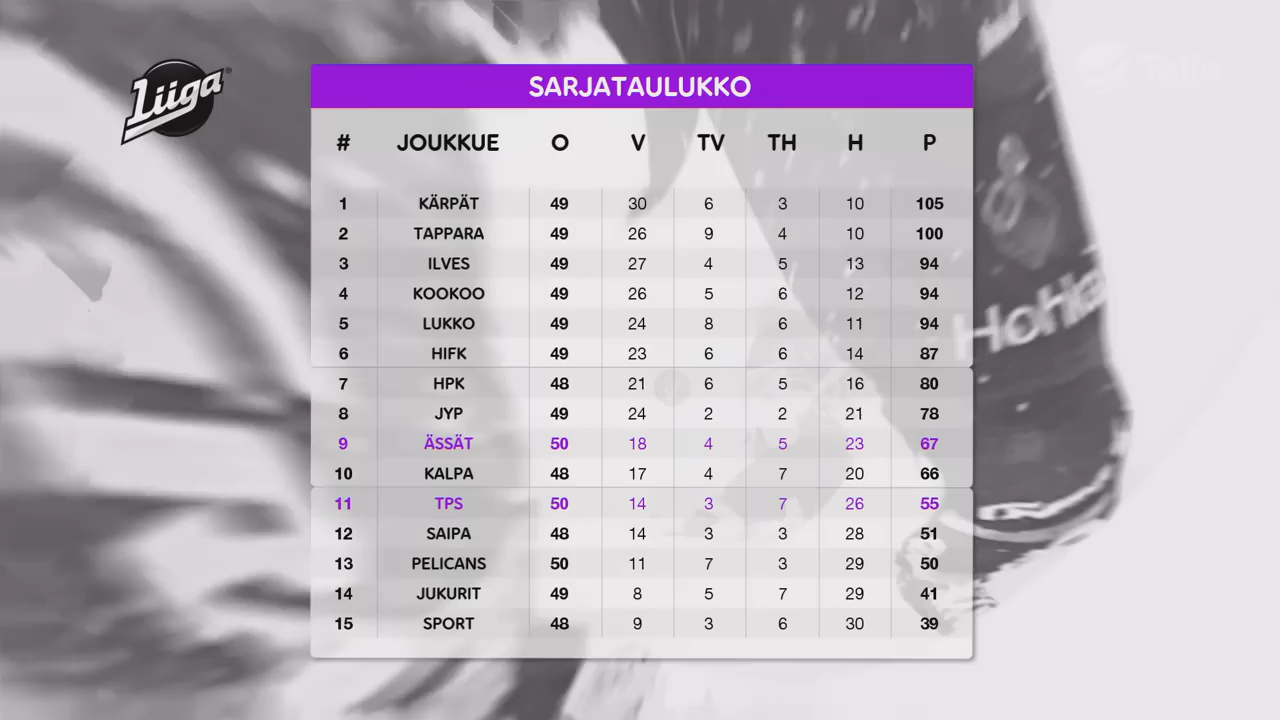 Liiga
Telia
SARJATAULUKKO
# JOUKKUE O V TV TH H P
1 KÄRPÄT 49 30 6 3 10 105
2 TAPPARA 49 26 9 4 10 100
3 ILVES 49 27 4 5 13 94
4 KOOKOO 49 26 5 6 12 94
5 LUKKO 49 24 8 6 11 94
6 HIFK 49 23 6 6 14 87
7 HPK 48 21 6 5 16 80
8 JYP 49 24 2 2 21 78
9 ÄSSÄT 50 18 4 5 23 67
10 KALPA 48 17 4 7 20 66
11 TPS 50 14 3 7 26 55
12 SAIPA 48 14 3 3 28 51
13 PELICANS 50 11 7 3 29 50
14 JUKURIT 49 8 5 7 29 41
15 SPORT 48 9 3 6 30 39